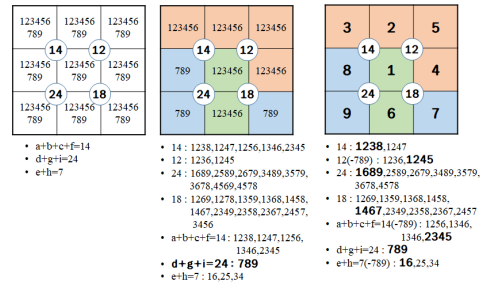 123456 123456 123456
789 789 789
14 12
123456 123456 123456
789 789 789
24 18
123456 123456 123456
789 789 789
• a+b+c+f=14
• d+g+i=24
• e+h=7
123456 123456 123456
14 12
789 123456 123456
24 18
789 123456 789
• 14 : 1238,1247,1256,1346,2345
• 12 : 1236,1245
• 24 : 1689,2589,2679,3489,3579,
3678,4569,4578
• 18 : 1269,1278,1359,1368,1458,
1467,2349,2358,2367,2457,
3456
• a+b+c+f=14 : 1238,1247,1256,
1346,2345
• d+g+i=24 : 789
• e+h=7 : 16,25,34
3 2 5
14 12
8 1 4
24 18
9 6 7
• 14 : 1238,1247
• 12(-789) : 1236,1245
• 24 : 1689,2589,2679,3489,3579,
3678,4578
• 18 : 1269,1359,1368,1458,
1467,2349,2358,2367,2457
• a+b+c+f=14(-789) : 1256,1346,
1346,2345
• d+g+i=24 : 789
• e+h=7(-789) : 16,25,34